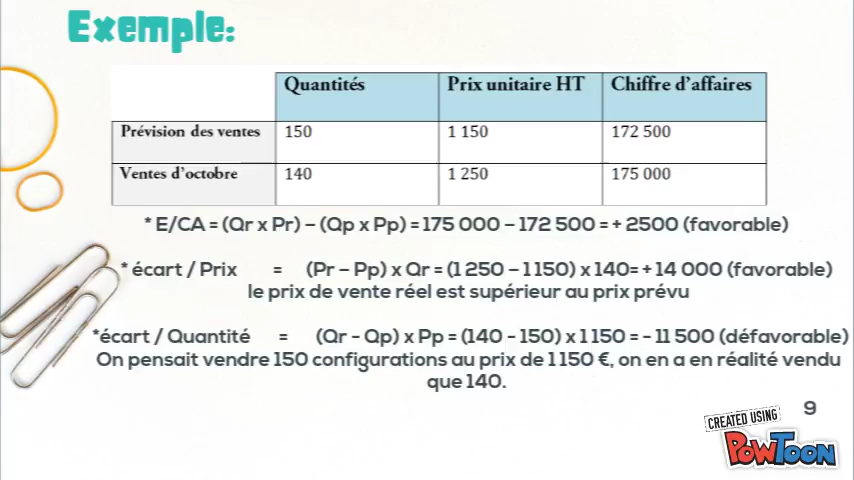 Exemple:
Quantités Prix unitaire HT Chiffre d'affaires
Prévision des ventes 150 1 150 172 500
Ventes d'octobre 140 1 250 175 000
* E/CA = (Qr x Pr) – (Qp x Pp) = 175 000 – 172 500 = + 2500 (favorable)
* écart / Prix = (Pr – Pp) x Qr = (1 250 – 1 150) x 140= + 14 000 (favorable)
le prix de vente réel est supérieur au prix prévu
*écart / Quantité = (Qr - Qp) x Pp = (140 - 150) x 1 150 = - 11 500 (défavorable)
On pensait vendre 150 configurations au prix de 1 150 €, on en a en réalité vendu
que 140.
9
CREATED USING
POWTOON